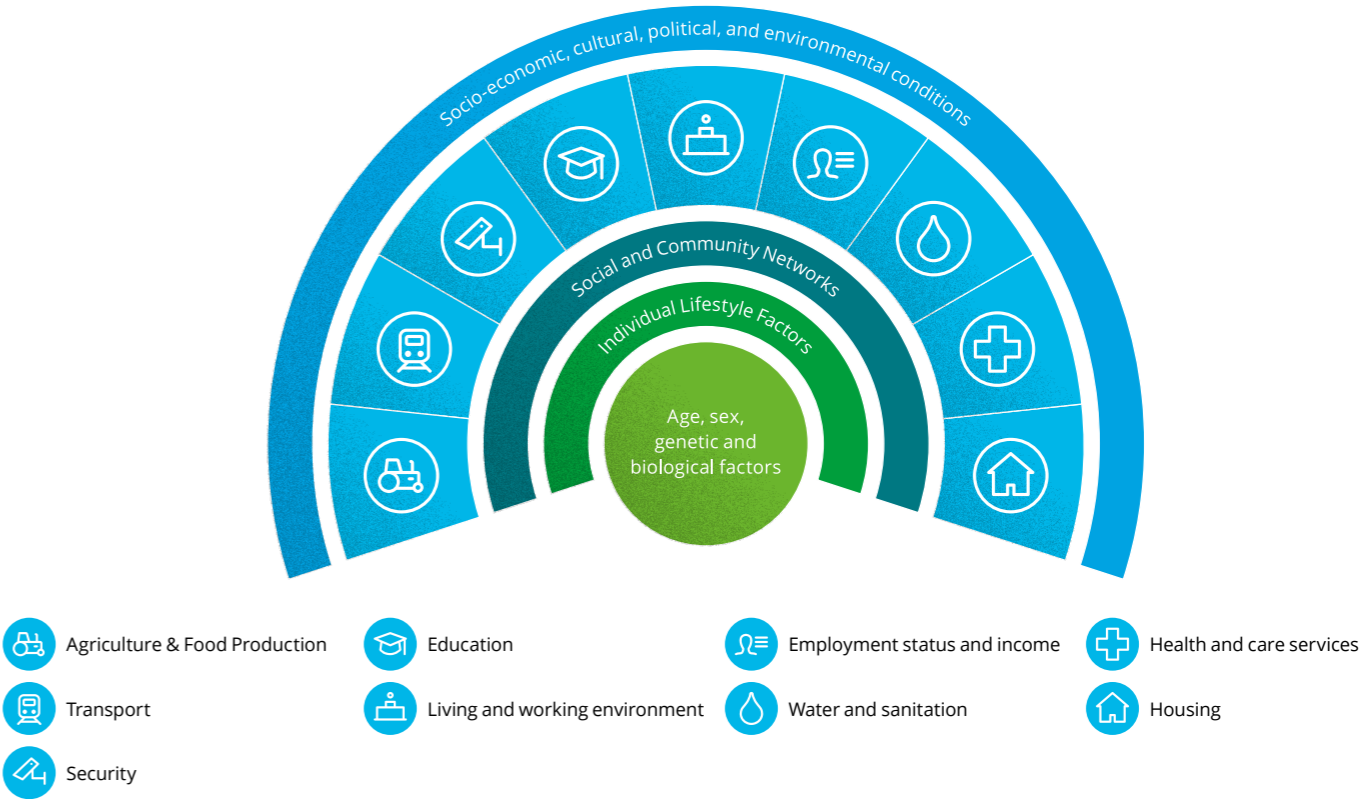 Socio-economic, cultural, political, and environmental conditions
Social and Community Networks
Individual Lifestyle Factors
Age, sex,
genetic and
biological factors
Agriculture & Food Production
Education
Employment status and income
Health and care services
Transport
Living and working environment
Water and sanitation
Housing
Security